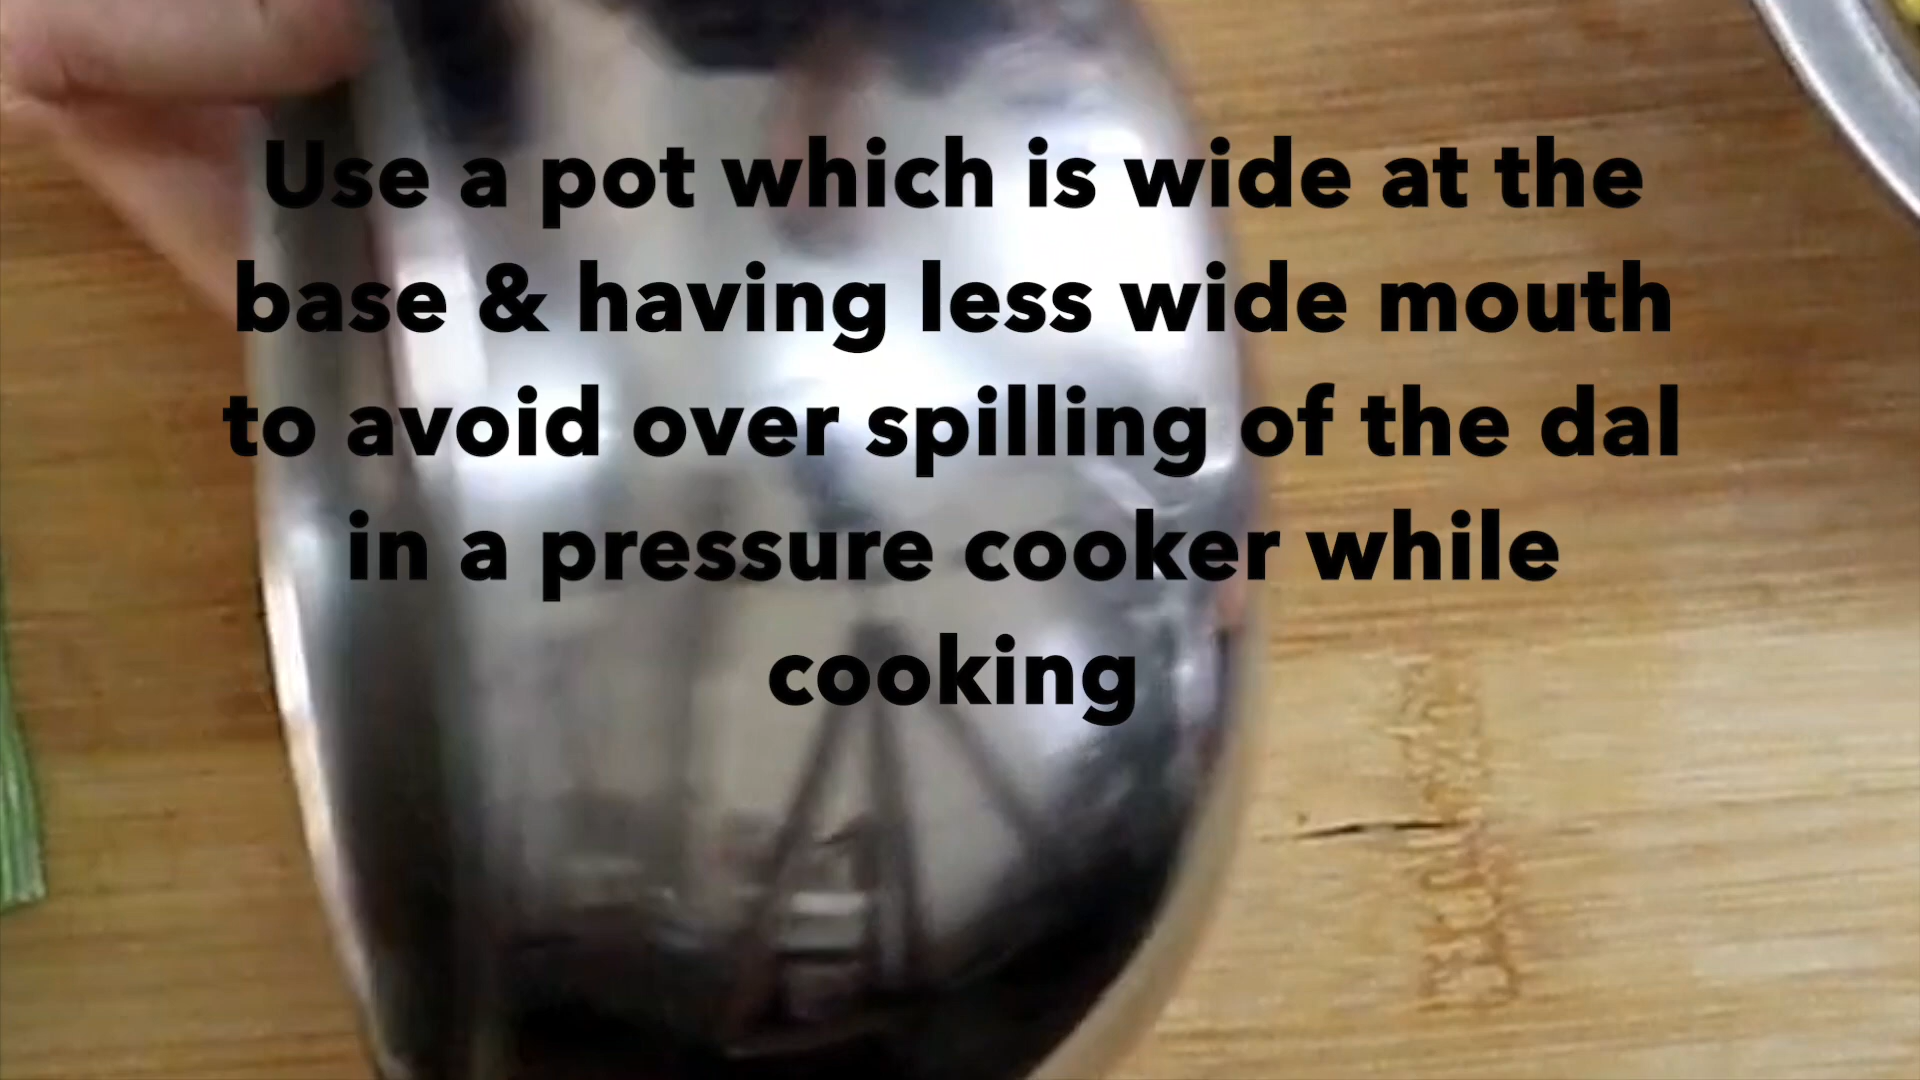 Use a pot which is wide at the
base & having less wide mouth
to avoid over spilling of the dal
in a pressure cooker while
cooking